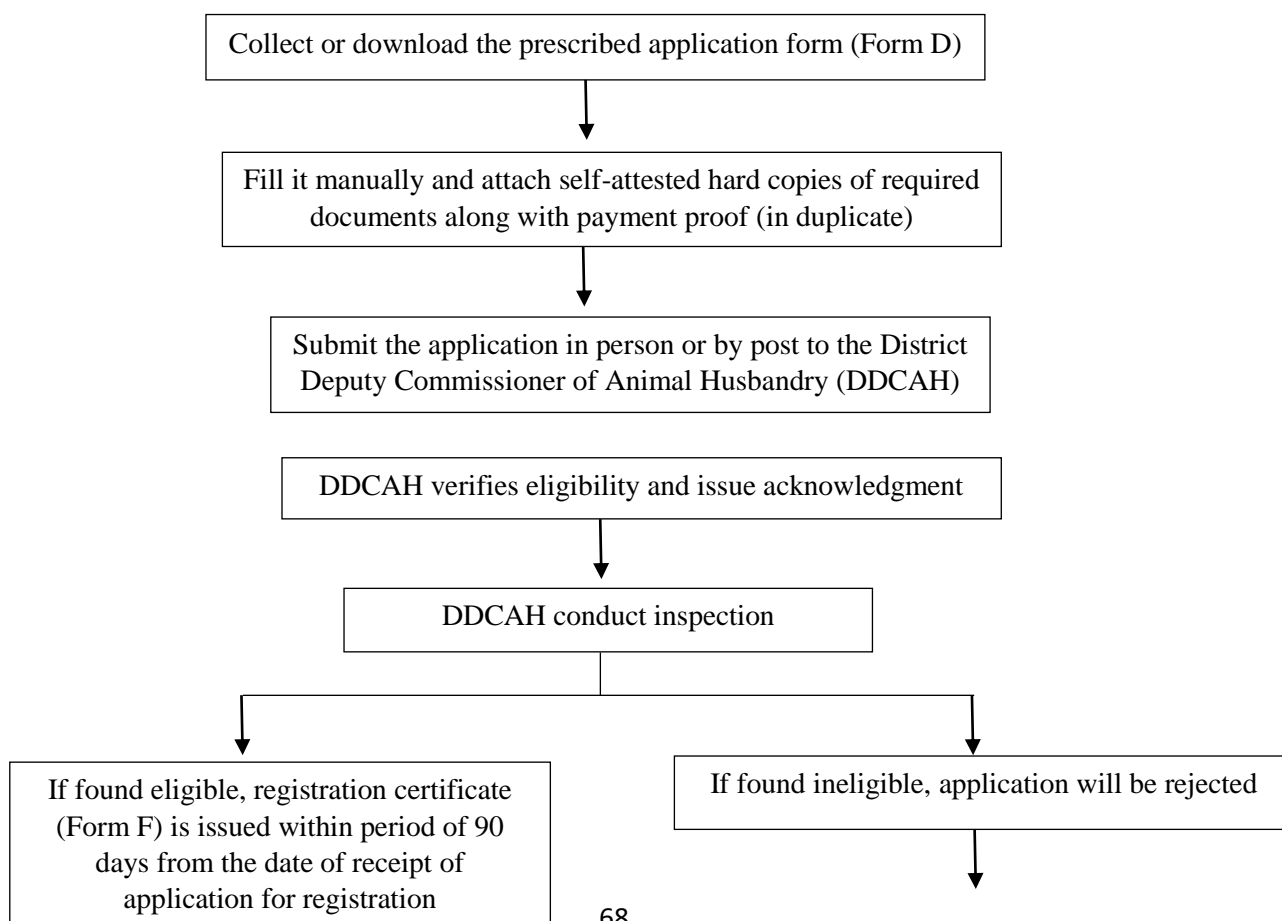 Collect or download the prescribed application form (Form D)
Fill it manually and attach self-attested hard copies of required
documents along with payment proof (in duplicate)
Submit the application in person or by post to the District
Deputy Commissioner of Animal Husbandry (DDCAH)
DDCAH verifies eligibility and issue acknowledgment
DDCAH conduct inspection
If found eligible, registration certificate
(Form F) is issued within period of 90
days from the date of receipt of
application for registration
If found ineligible, application will be rejected
68